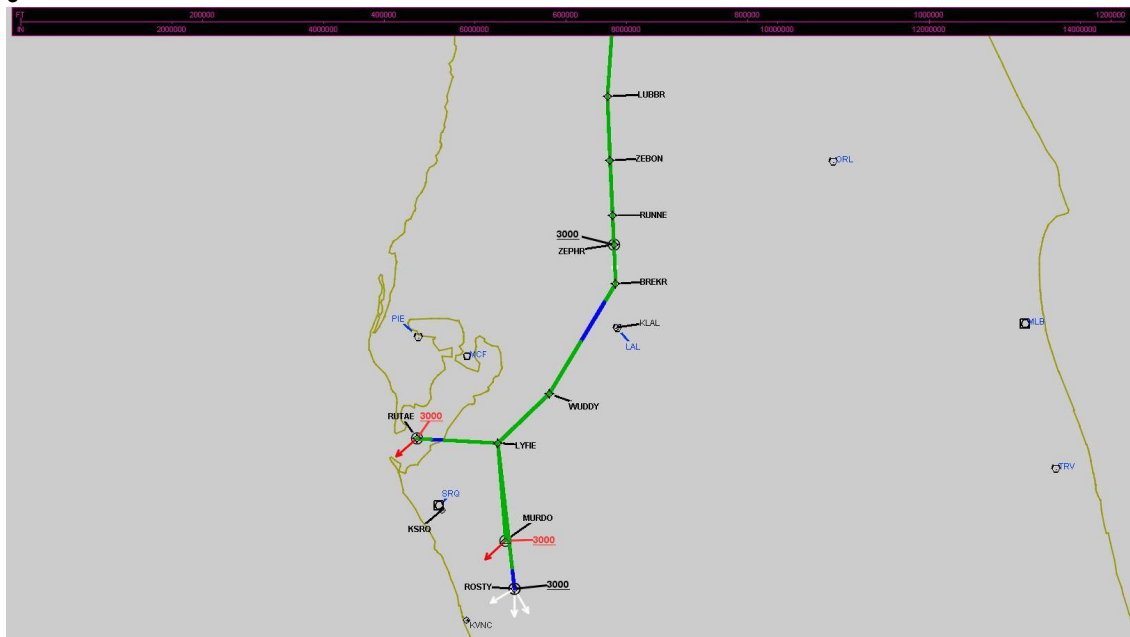 FT 200000 400000 600000 800000 1000000 1200000
IN 2000000 4000000 6000000 8000000 10000000 12000000 14000000
LUBBR
ZEBON
ORL
RUNNE
3000
ZEPHR
BREKR
PIE
KLAL
MLB
LAL
MCF
WUDDY
RUTAE 3000
LYFIE
TRV
SRQ
MURDO
KSRQ
3000
ROSTY 3000
KVNC